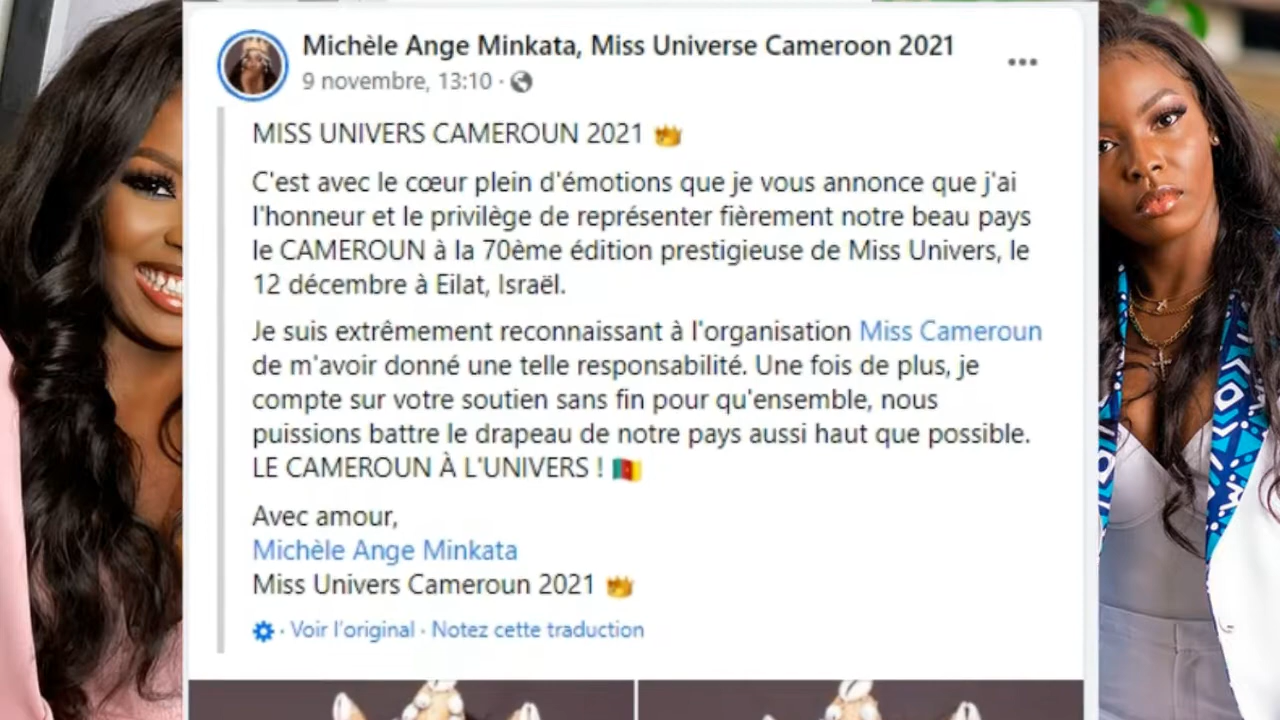 Michèle Ange Minkata, Miss Universe Cameroon 2021
9 novembre, 13:10 ·
MISS UNIVERS CAMEROUN 2021 👑
C'est avec le cœur plein d'émotions que je vous annonce que j'ai
l'honneur et le privilège de représenter fièrement notre beau pays
le CAMEROUN à la 70ème édition prestigieuse de Miss Univers, le
12 décembre à Eilat, Israël.
Je suis extrêmement reconnaissant à l'organisation Miss Cameroun
de m'avoir donné une telle responsabilité. Une fois de plus, je
compte sur votre soutien sans fin pour qu'ensemble, nous
puissions battre le drapeau de notre pays aussi haut que possible.
LE CAMEROUN À L'UNIVERS ! 🇨🇲
Avec amour,
Michèle Ange Minkata
Miss Univers Cameroun 2021 👑
· Voir l'original · Notez cette traduction